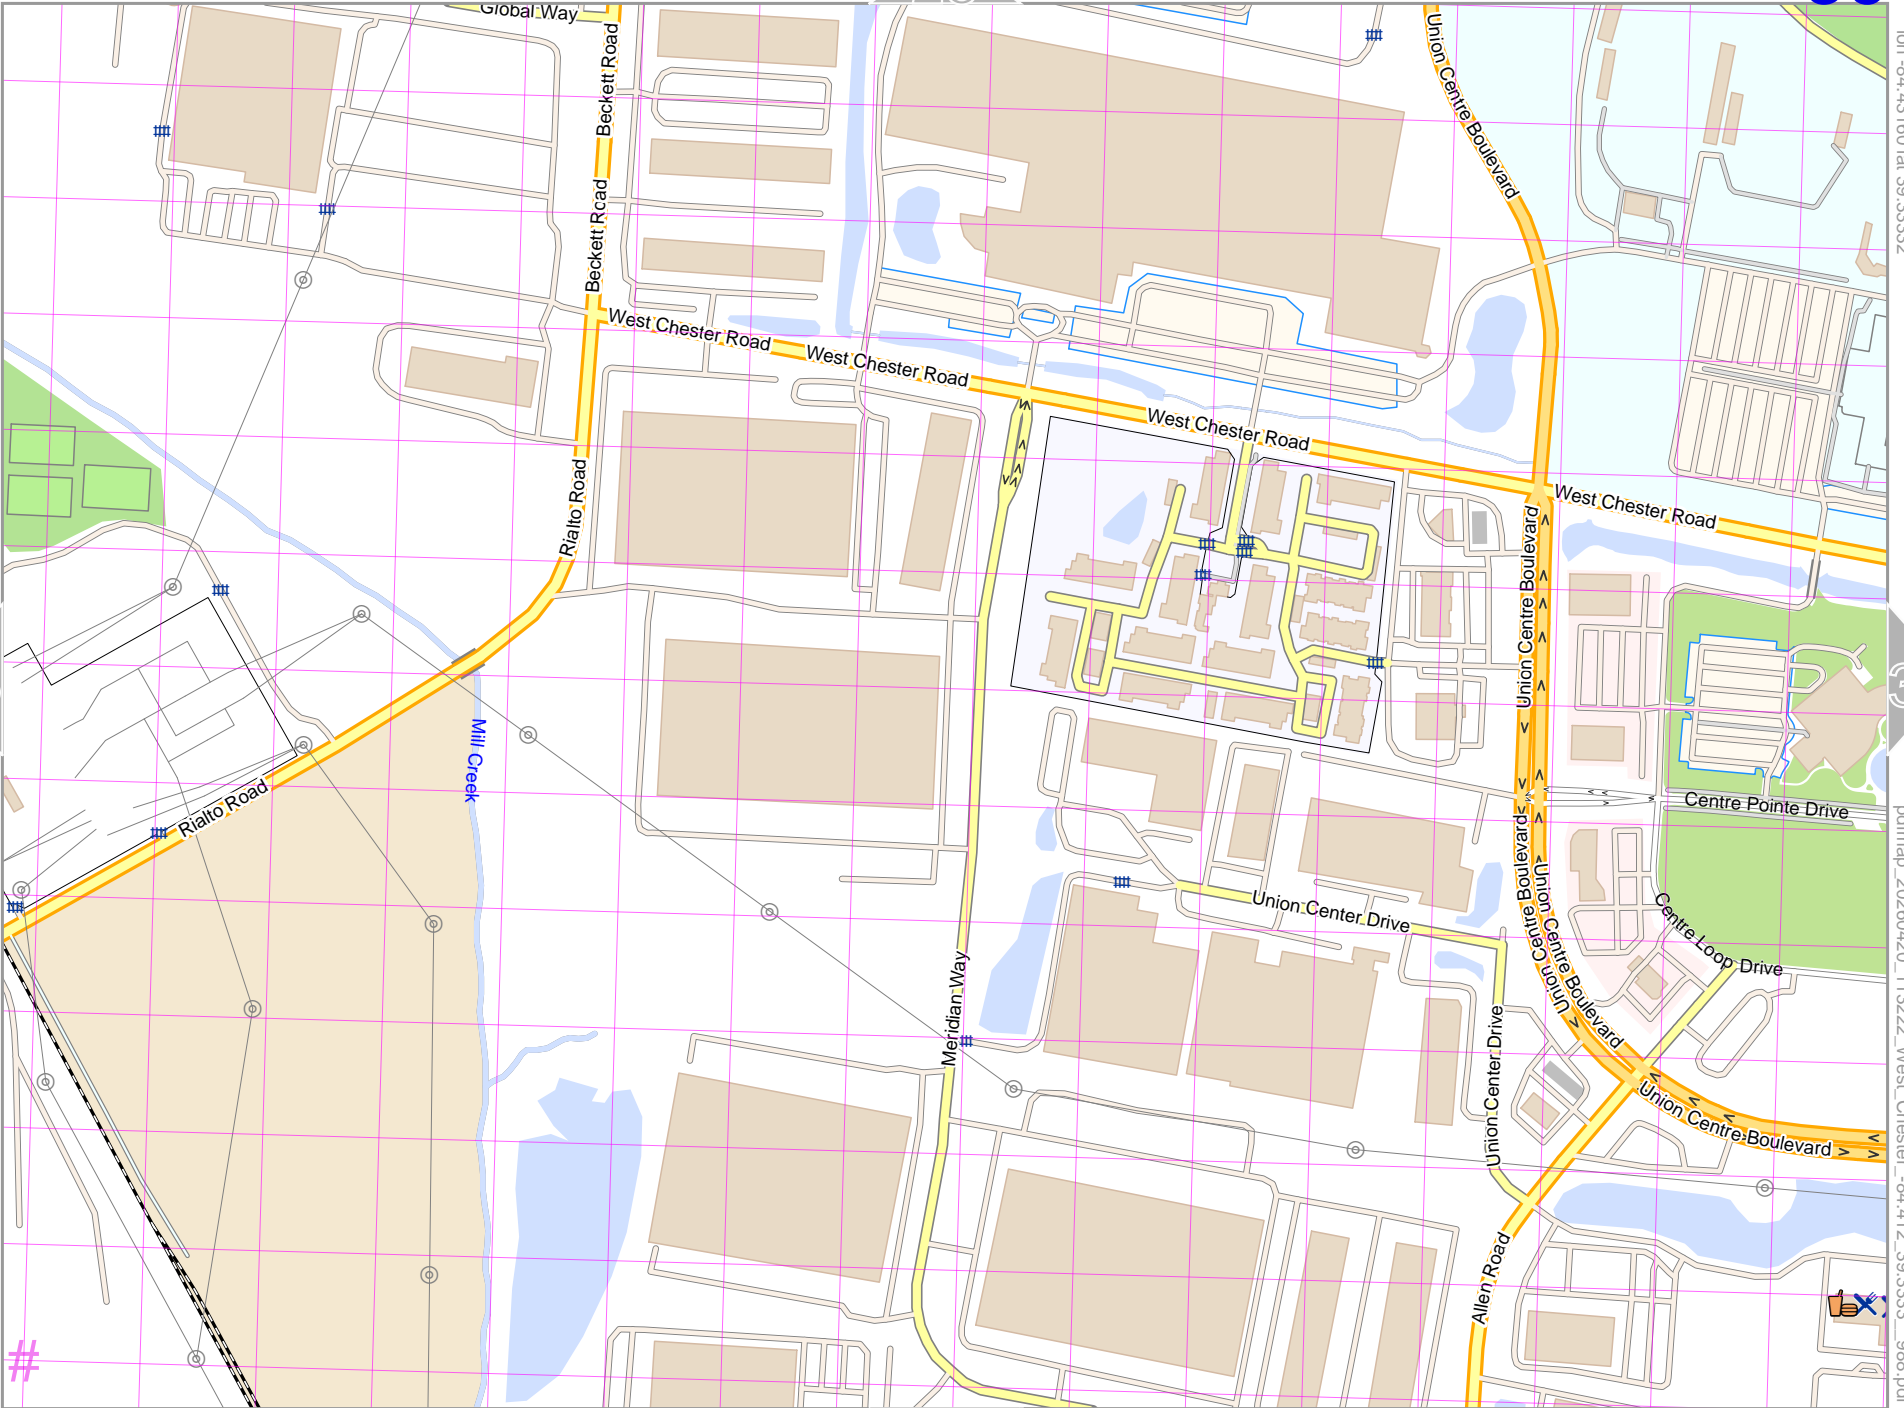 Global Way
Beckett Road
Beckett Road
Union Centre Boulevard
West Chester Road
West Chester Road
West Chester Road
West Chester Road
Rialto Road
Union Centre Boulevard
Mill Creek
Rialto Road
Centre Pointe Drive
Union Centre Boulevard
Union Centre Boulevard
Union Center Drive
Centre Loop Drive
Meridian Way
Union Center Drive
Union Centre Boulevard
Allen Road
#